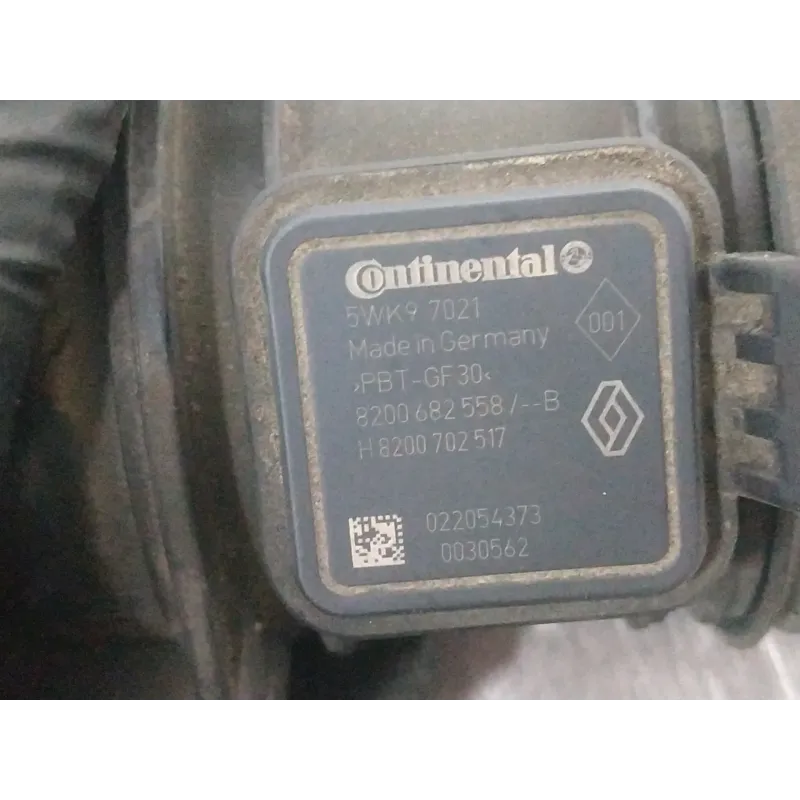 Continental
5WK9 7021
001
Made in Germany
>PBT-GF30<
8200 682 558 /--B
H 8200 702 517
022054373
0030562